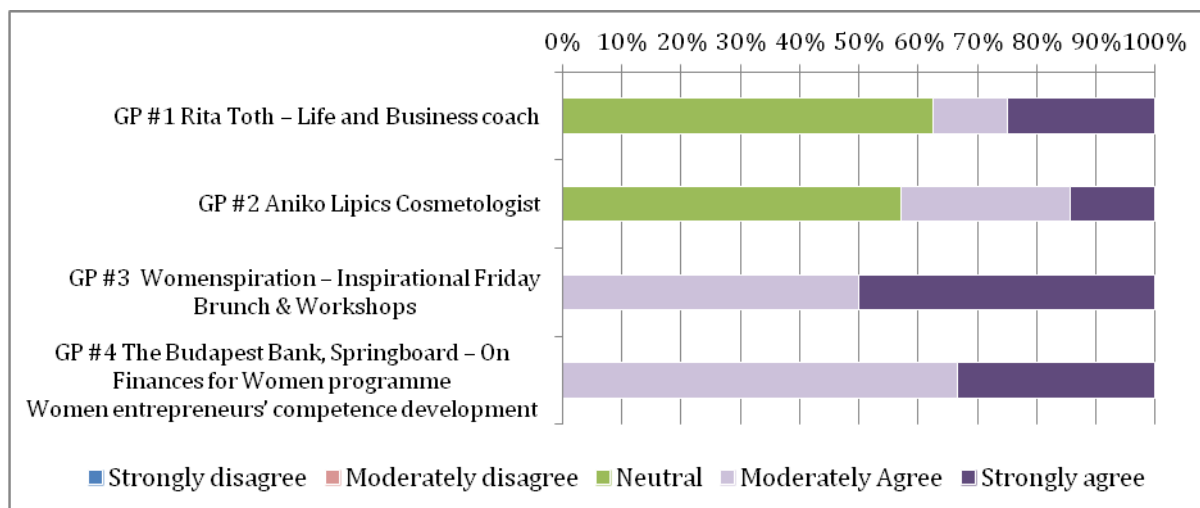 0% 10% 20% 30% 40% 50% 60% 70% 80% 90% 100%
GP #1 Rita Toth – Life and Business coach
GP #2 Aniko Lipics Cosmetologist
GP #3 Womenspiration – Inspirational Friday
Brunch & Workshops
GP #4 The Budapest Bank, Springboard – On
Finances for Women programme
Women entrepreneurs’ competence development
Strongly disagree Moderately disagree Neutral Moderately Agree Strongly agree